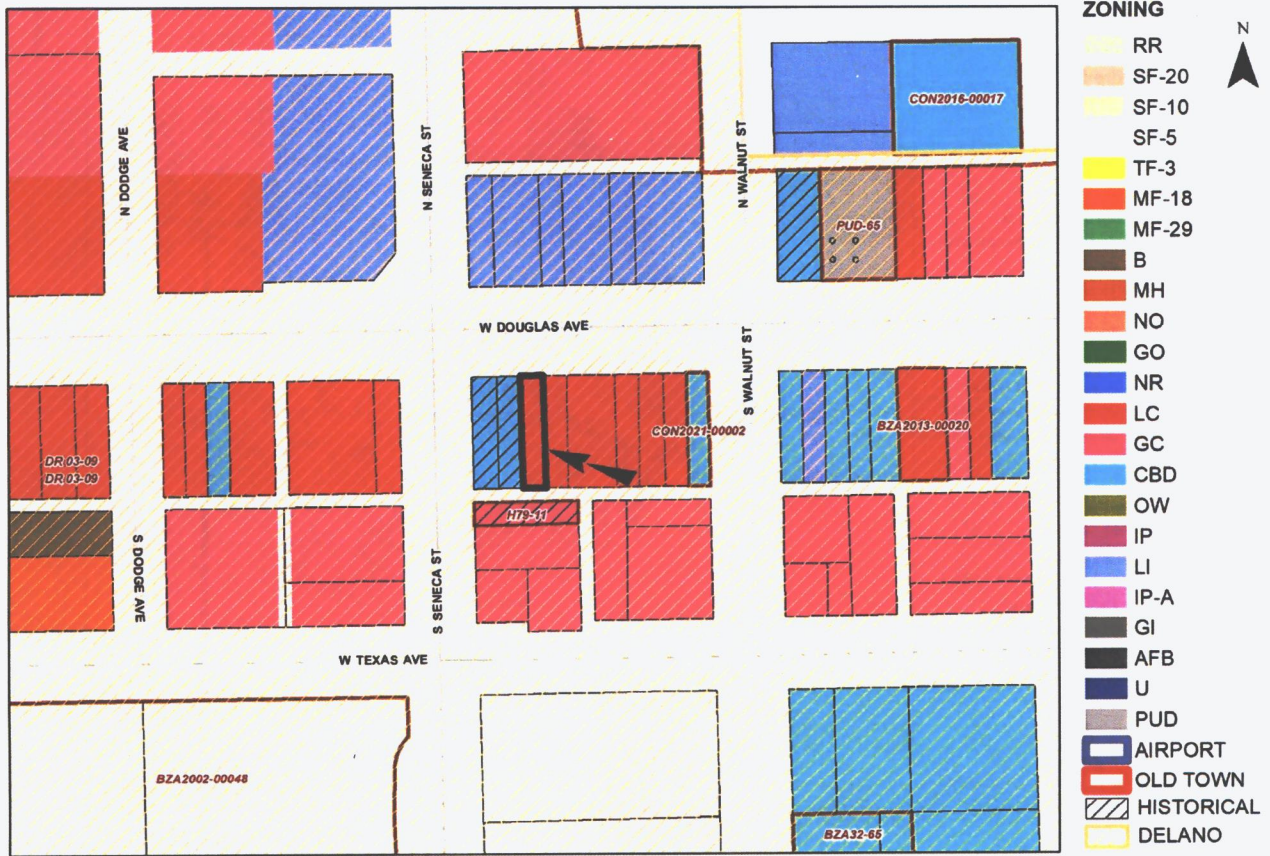 ZONING
N
RR
SF-20
SF-10
SF-5
TF-3
MF-18
MF-29
B
MH
NO
GO
NR
LC
GC
CBD
OW
IP
LI
IP-A
GI
AFB
U
PUD
AIRPORT
OLD TOWN
HISTORICAL
DELANO
CON2016-00017
N DODGE AVE
N SENECA ST
N WALNUT ST
PUD-65
W DOUGLAS AVE
S WALNUT ST
DR 03-09
DR 03-09
CON2021-00002
BZA2013-00020
H79-11
S DODGE AVE
S SENECA ST
W TEXAS AVE
BZA2002-00048
BZA32-65